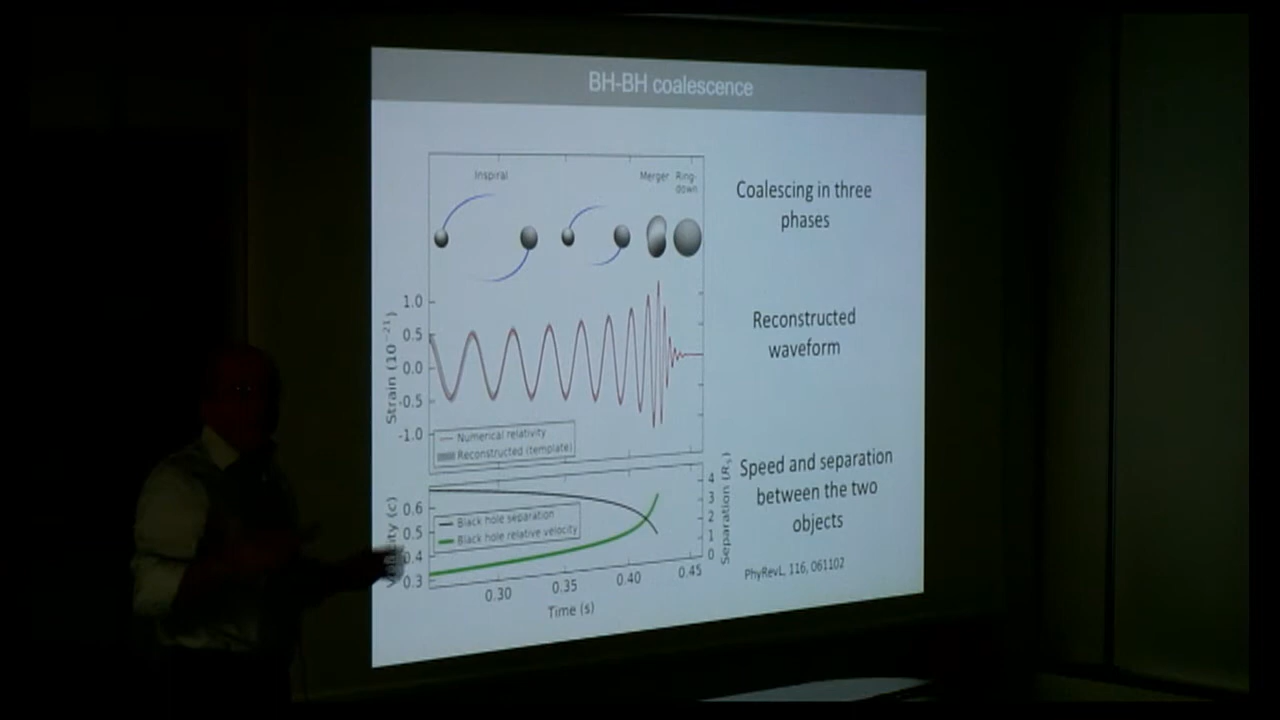 BH-BH coalescence
Inspiral
Merger
Ring-
down
Coalescing in three
phases
1.0
0.5
0.0
-0.5
-1.0
Strain (10⁻²¹)
Numerical relativity
Reconstructed (template)
Reconstructed
waveform
0.6
0.5
0.4
0.3
Black hole separation
Black hole relative velocity
4
3
2
1
0
Separation (Rₛ)
0.30
0.35
0.40
0.45
Time (s)
Speed and separation
between the two
objects
PhyRevL, 116, 061102